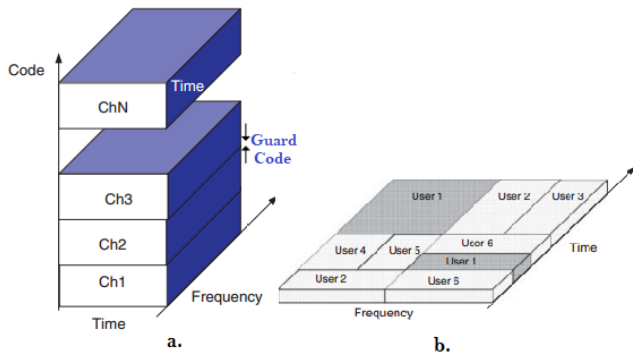 Code
Time
ChN
Guard
Code
Ch3
Ch2
Ch1
Frequency
Time
a.
User 1
User 2
User 3
User 4
User 5
User 6
User 1
User 2
User 6
Time
Frequency
b.